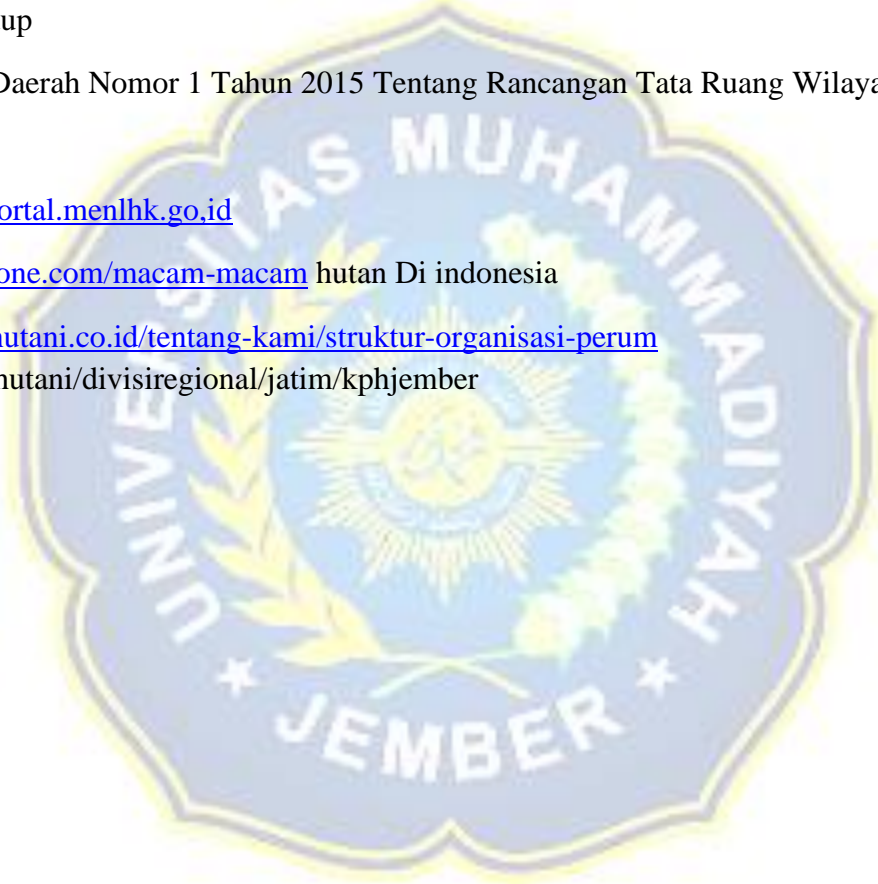 up
Daerah Nomor 1 Tahun 2015 Tentang Rancangan Tata Ruang Wilaya
ortal.menlhk.go,id
one.com/macam-macam hutan Di indonesia
utani.co.id/tentang-kami/struktur-organisasi-perum
hutani/divisiregional/jatim/kphjember
UNIVERSITAS MUHAMMADIYAH
★ JEMBER ★